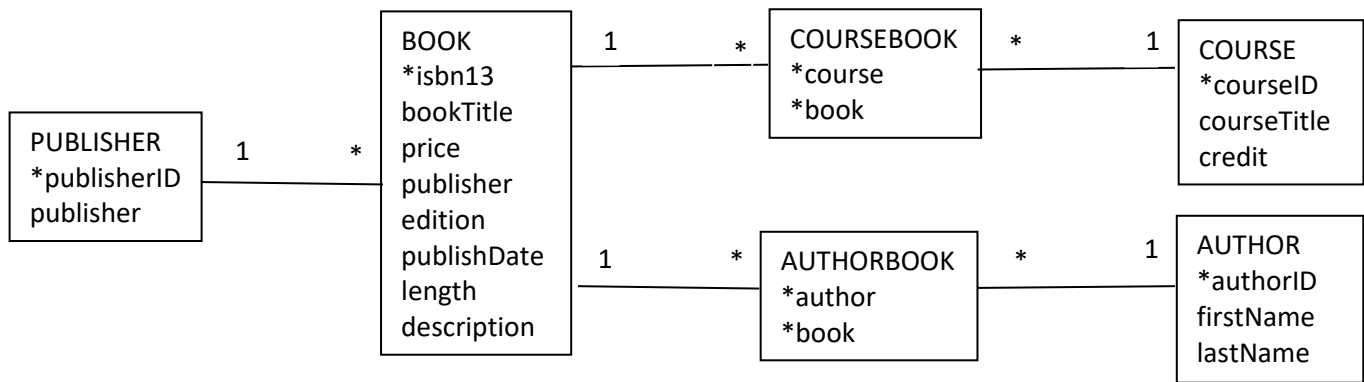 PUBLISHER
*publisherID
publisher
1
*
BOOK
*isbn13
bookTitle
price
publisher
edition
publishDate
length
description
1
*
COURSEBOOK
*course
*book
*
1
COURSE
*courseID
courseTitle
credit
1
*
AUTHORBOOK
*author
*book
*
1
AUTHOR
*authorID
firstName
lastName